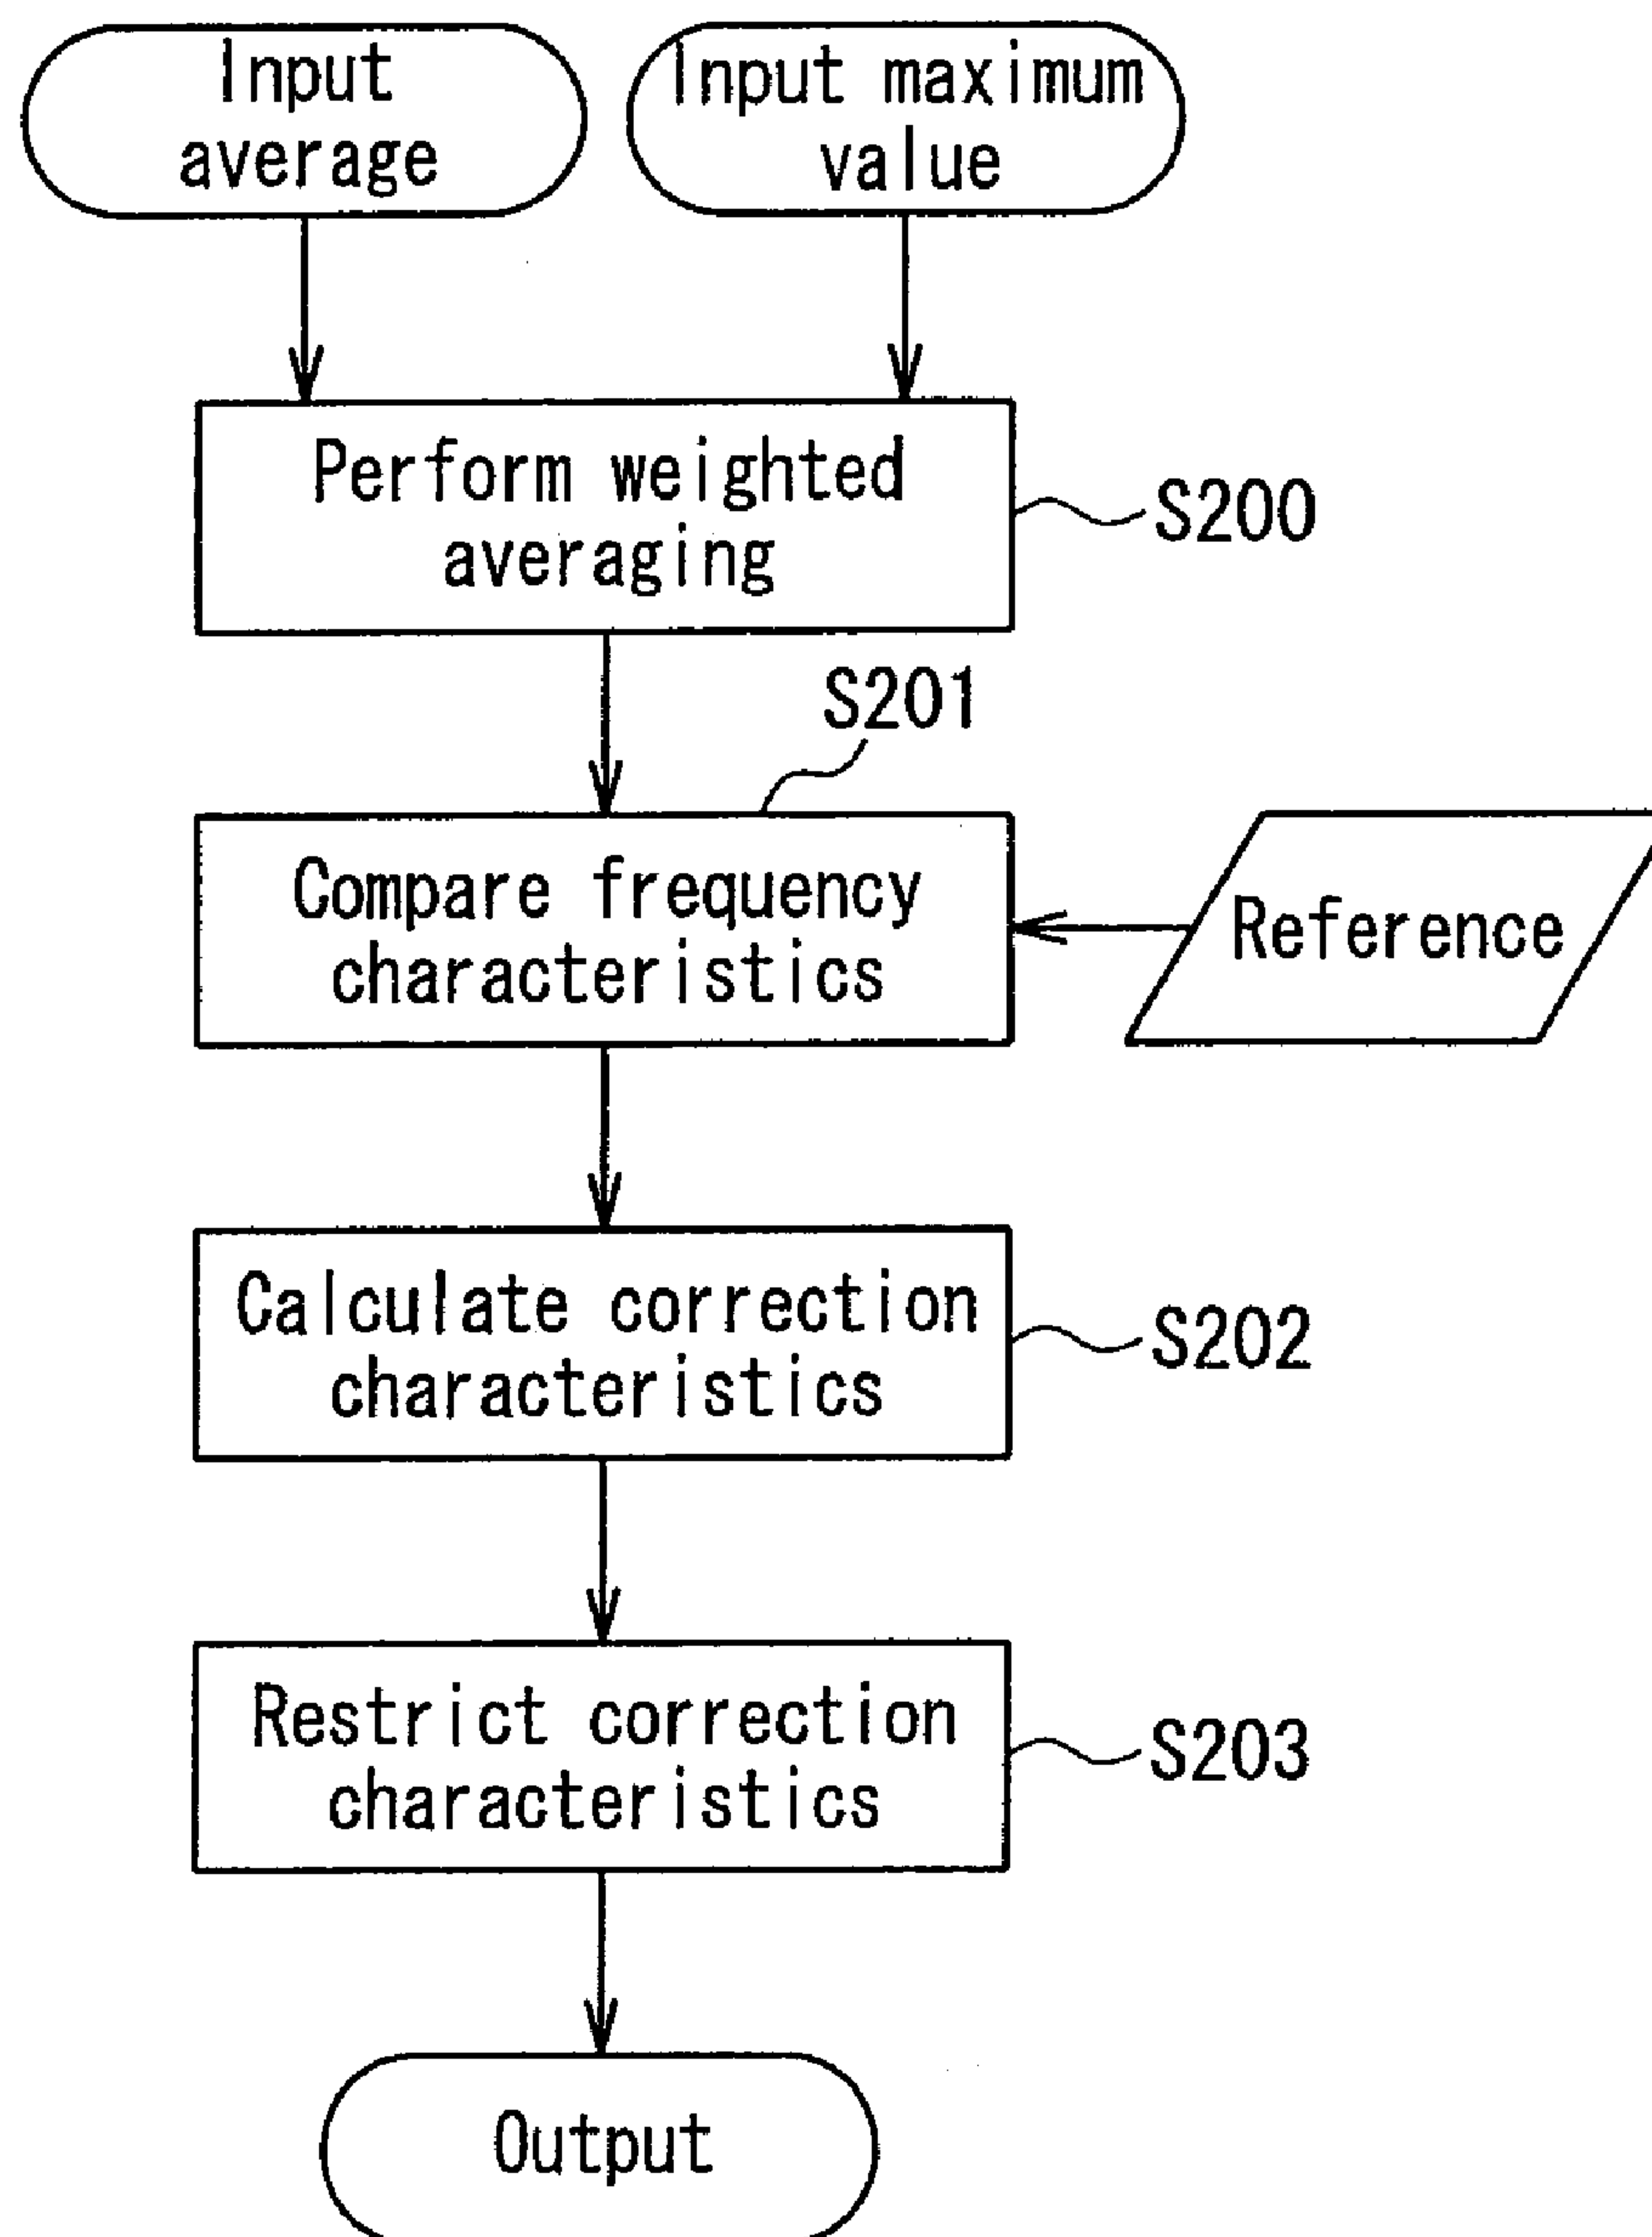 Input
average
Input maximum
value
Perform weighted
averaging
S200
S201
Compare frequency
characteristics
Reference
Calculate correction
characteristics
S202
Restrict correction
characteristics
S203
Output